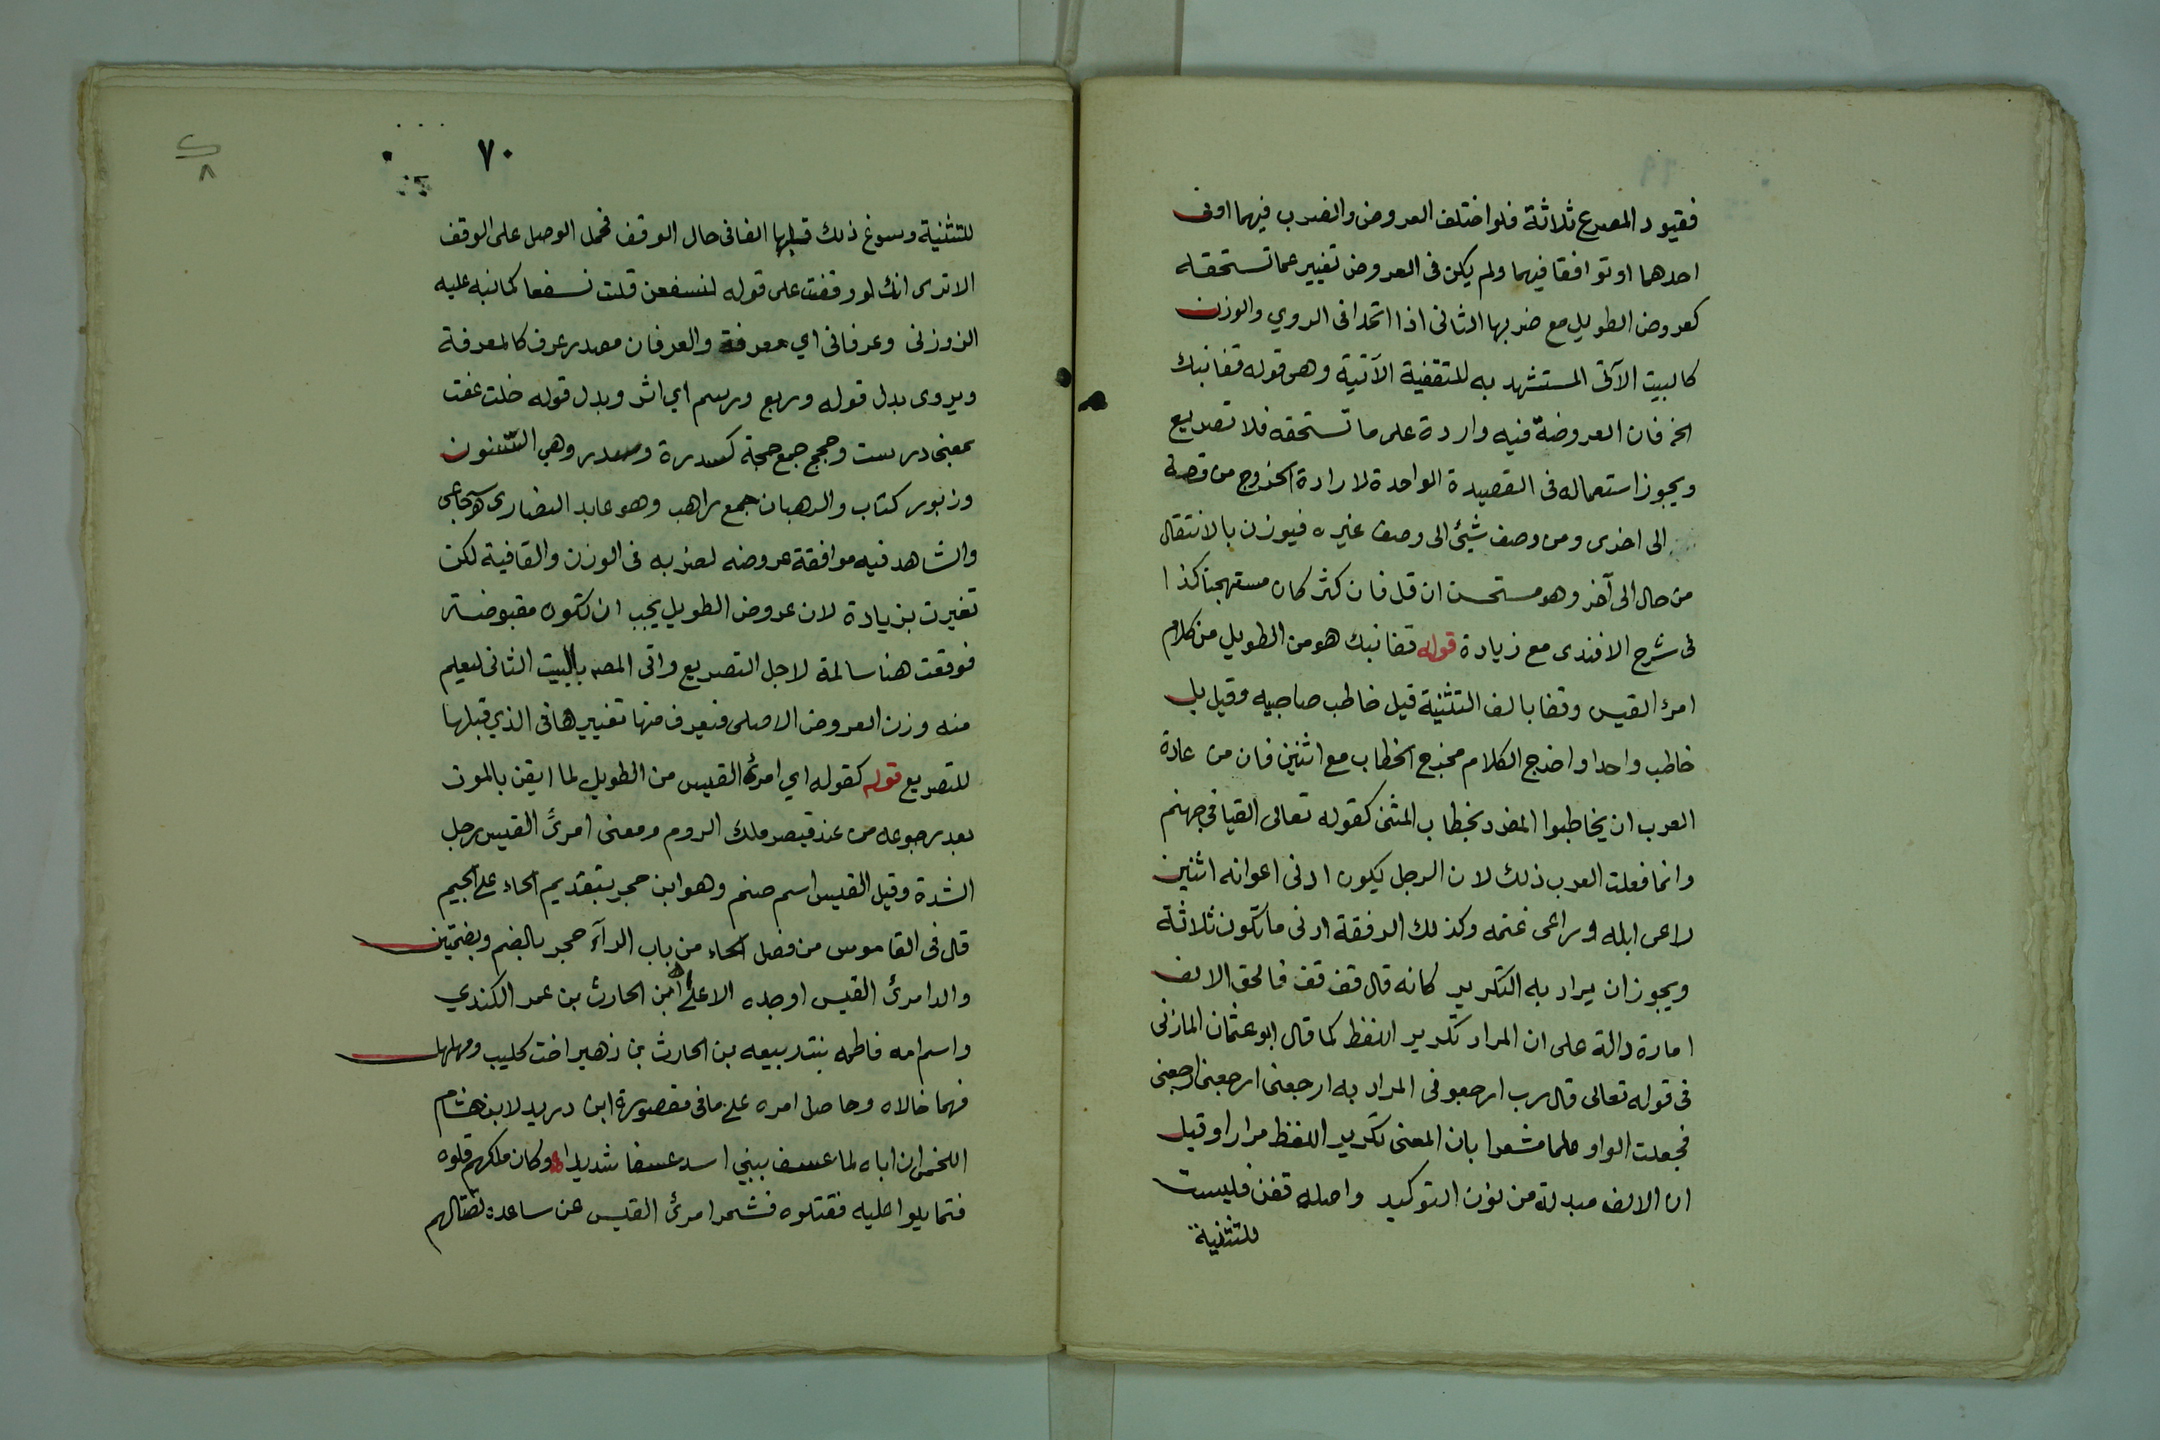 فقيود المصرع ثلاثة فلو اختلف العروض والضرب فيهما او في
احدهما او توافقا فيهما ولم يكن في العروض تغيير عما تستحقه
كعروض الطويل مع ضربها الثاني اذا اتحدا في الروي والوزن
كالبيت الآتي المستشهد به للتقفية الآتية وهو قوله قفا نبك
الخ فان العروضة فيه واردة على ما تستحقه فلا تصريع
ويجوز استعماله في القصيدة الواحدة لارادة الخروج من قصة
الى اخرى ومن وصف شيئ الى وصف غيره فيوزن بالانتقال
من حال الى آخر وهو مستحسن ان قل فان كثر كان مستهجنا كذا
في شرح الافندي مع زيادة قوله قفا نبك هو من الطويل من كلام
امرء القيس وقفا بالف التثنية قيل خاطب صاحبيه وقيل بل
خاطب واحدا واخرج الكلام مخرج الخطاب مع اثنين فان من عادة
العرب ان يخاطبوا المفرد بخطاب المثنى كقوله تعالى القيا في جهنم
وانما فعلت العرب ذلك لان الرجل يكون ادنى اعوانه اثنين
راعى ابله وراعى غنمه وكذلك الرفقة ادنى ما تكون ثلاثة
ويجوز ان يراد به التكرير كانه قال قف قف فالحق الالف
امارة دالة على ان المراد تكرير اللفظ كما قال ابو عثمان المازني
في قوله تعالى قال رب ارجعوني المراد به ارجعني ارجعني ارجعني
فجعلت الواو علما مشعرا بان المعنى تكرير اللفظ مرارا وقيل
ان الالف مبدلة من نون التوكيد واصله قفن فليست
للتثنية
٧٠
للتثنية وسوغ ذلك قلبها الفا في حال الوقف فحمل الوصل على الوقف
الا ترى انك لو وقفت على قوله لنسفعن قلت نسفعا كما نبه عليه
الزوزني وعرفاني اي معرفة والعرفان مصدر عرف كالمعرفة
ويروى بدل قوله وربع ورسم اي اثر وبدل قوله خلت عفت
بمعنى درست وحجج جمع حجة كسدرة وسدر وهي السنون
وزبور كتاب والرهبان جمع راهب وهو عابد النصارى سجاعي
والشاهد فيه موافقة عروضه لضربه في الوزن والقافية لكن
تغيرت بزيادة لان عروض الطويل يجب ان تكون مقبوضة
فوقعت هنا سالمة لاجل التصريع واتى المصـ بالبيت الثاني ليعلم
منه وزن العروض الاصلي فيعرف منها تغييرها في الذي قبلها
للتصريع قوله كقوله اي امرئ القيس من الطويل لما ايقن بالموت
بعد رجوعه من عند قيصر ملك الروم ومعنى امرئ القيس رجل
الشدة وقيل القيس اسم صنم وهو ابن حجر بتقديم الحاء على الجيم
قال في القاموس من فصل الحاء من باب الراء حجر بالضم وبضمتين
والد امرئ القيس او جده الاعلى ابن الحارث بن عمر الكندي
واسم امه فاطمه بنت ربيعه بن الحارث بن زهير اخت كليب ومهلهل
فهما خالاه وحاصل امره على ما في مقصورة ابن دريد لابن هشام
اللخمي ان اباه لما عسف ببني اسد عسفا شديدا وكان ملكهم قلوه
فتمايلوا عليه فقتلوه فشمر امرئ القيس عن ساعده لقتالهم